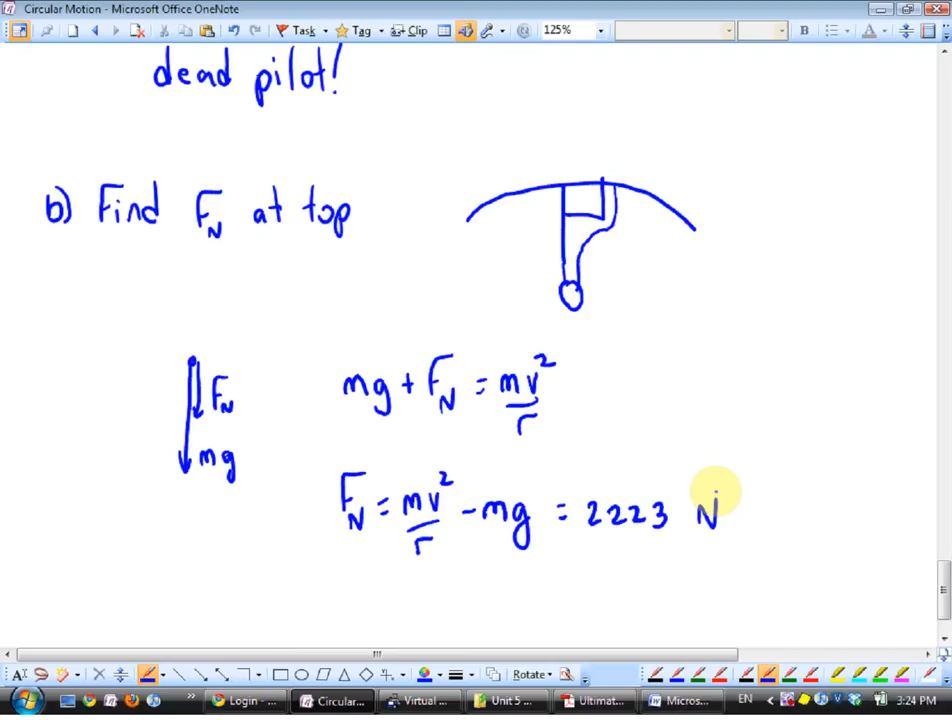 Circular Motion - Microsoft Office OneNote
Task Tag Clip 125% B A
dead pilot!
b) Find F_N at top
F_N
mg
mg + F_N = mv²/r
F_N = mv²/r - mg = 2223 N
A Rotate
Login - ... Circular... Virtual ... Unit 5 ... Ultimat... Micros... EN 3:24 PM